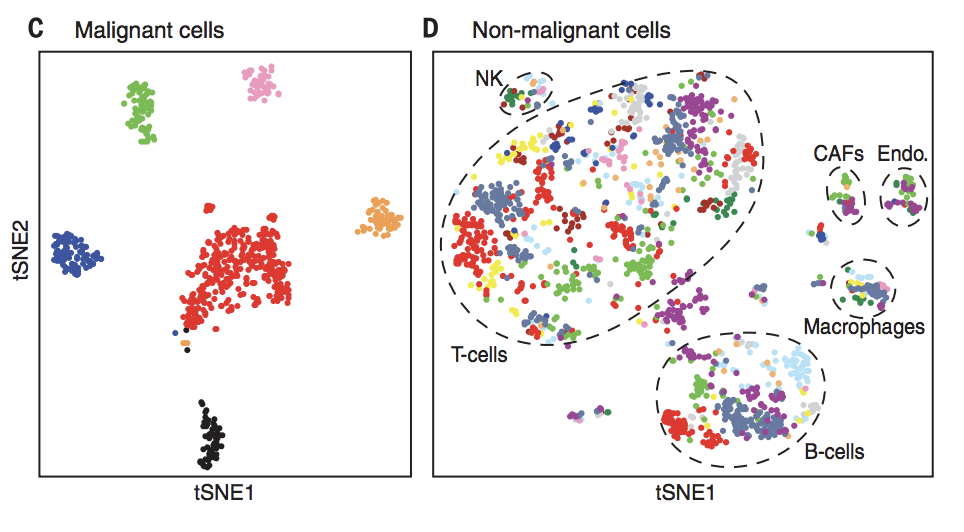 C Malignant cells
D Non-malignant cells
NK
CAFs Endo.
tSNE2
Macrophages
T-cells
B-cells
tSNE1
tSNE1